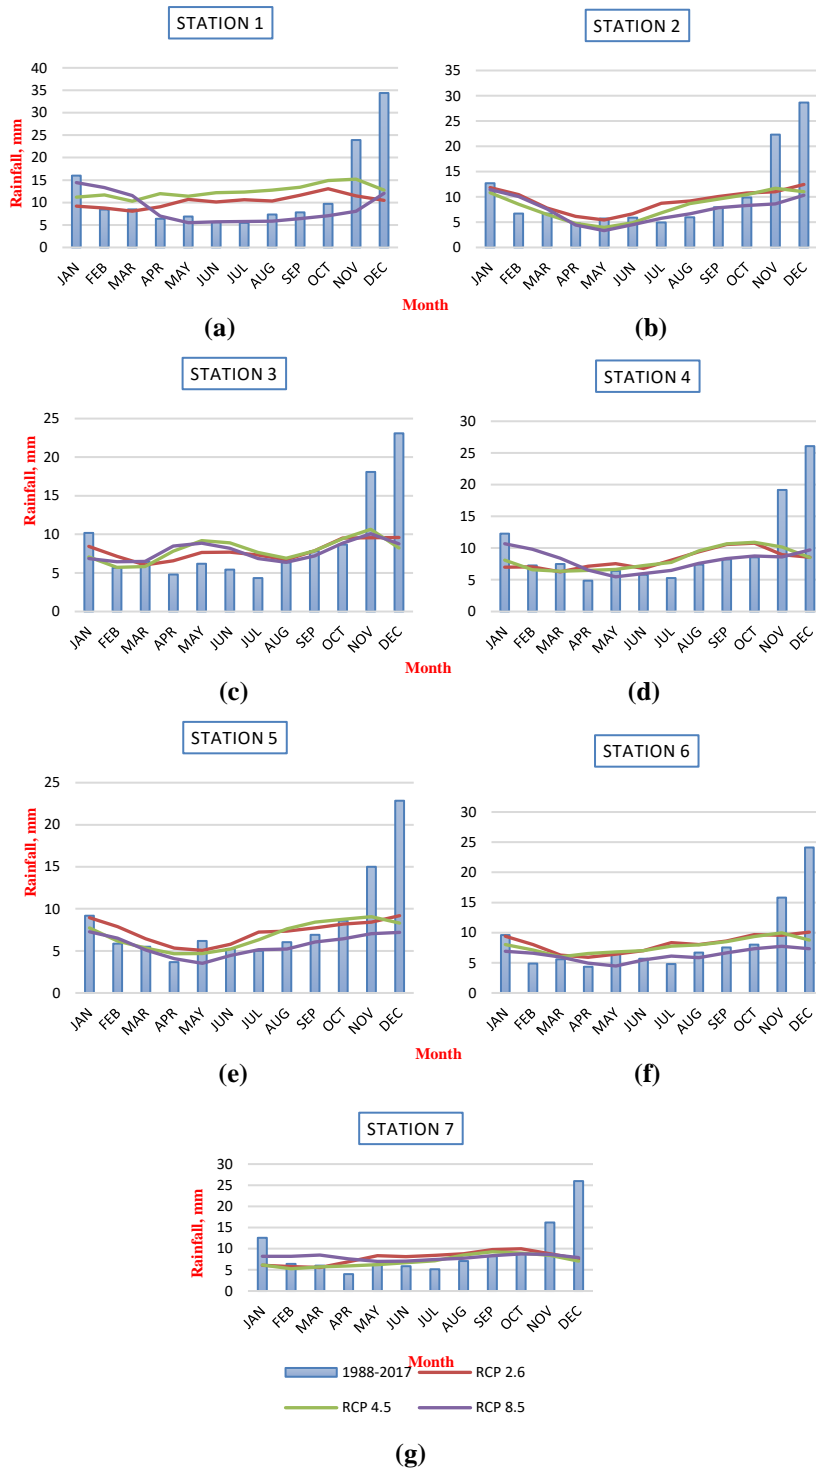 STATION 1
Rainfall, mm
40
35
30
25
20
15
10
5
0
JAN FEB MAR APR MAY JUN JUL AUG SEP OCT NOV DEC
(a)
STATION 2
35
30
25
20
15
10
5
0
JAN FEB MAR APR MAY JUN JUL AUG SEP OCT NOV DEC
Month
(b)
STATION 3
Rainfall, mm
25
20
15
10
5
0
JAN FEB MAR APR MAY JUN JUL AUG SEP OCT NOV DEC
(c)
STATION 4
30
25
20
15
10
5
0
JAN FEB MAR APR MAY JUN JUL AUG SEP OCT NOV DEC
Month
(d)
STATION 5
Rainfall, mm
25
20
15
10
5
0
JAN FEB MAR APR MAY JUN JUL AUG SEP OCT NOV DEC
(e)
STATION 6
30
25
20
15
10
5
0
JAN FEB MAR APR MAY JUN JUL AUG SEP OCT NOV DEC
Month
(f)
STATION 7
Rainfall, mm
30
25
20
15
10
5
0
JAN FEB MAR APR MAY JUN JUL AUG SEP OCT NOV DEC
Month
1988-2017 RCP 2.6
RCP 4.5 RCP 8.5
(g)